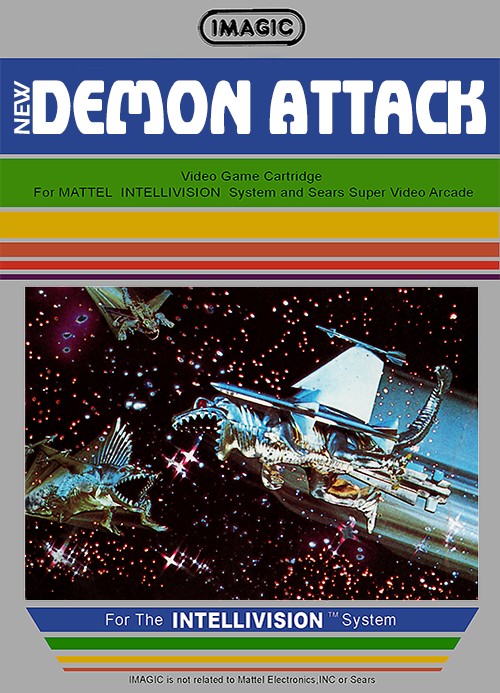 IMAGIC
NEW DEMON ATTACK
Video Game Cartridge
For MATTEL INTELLIVISION System and Sears Super Video Arcade
For The INTELLIVISION™ System
IMAGIC is not related to Mattel Electronics,INC or Sears